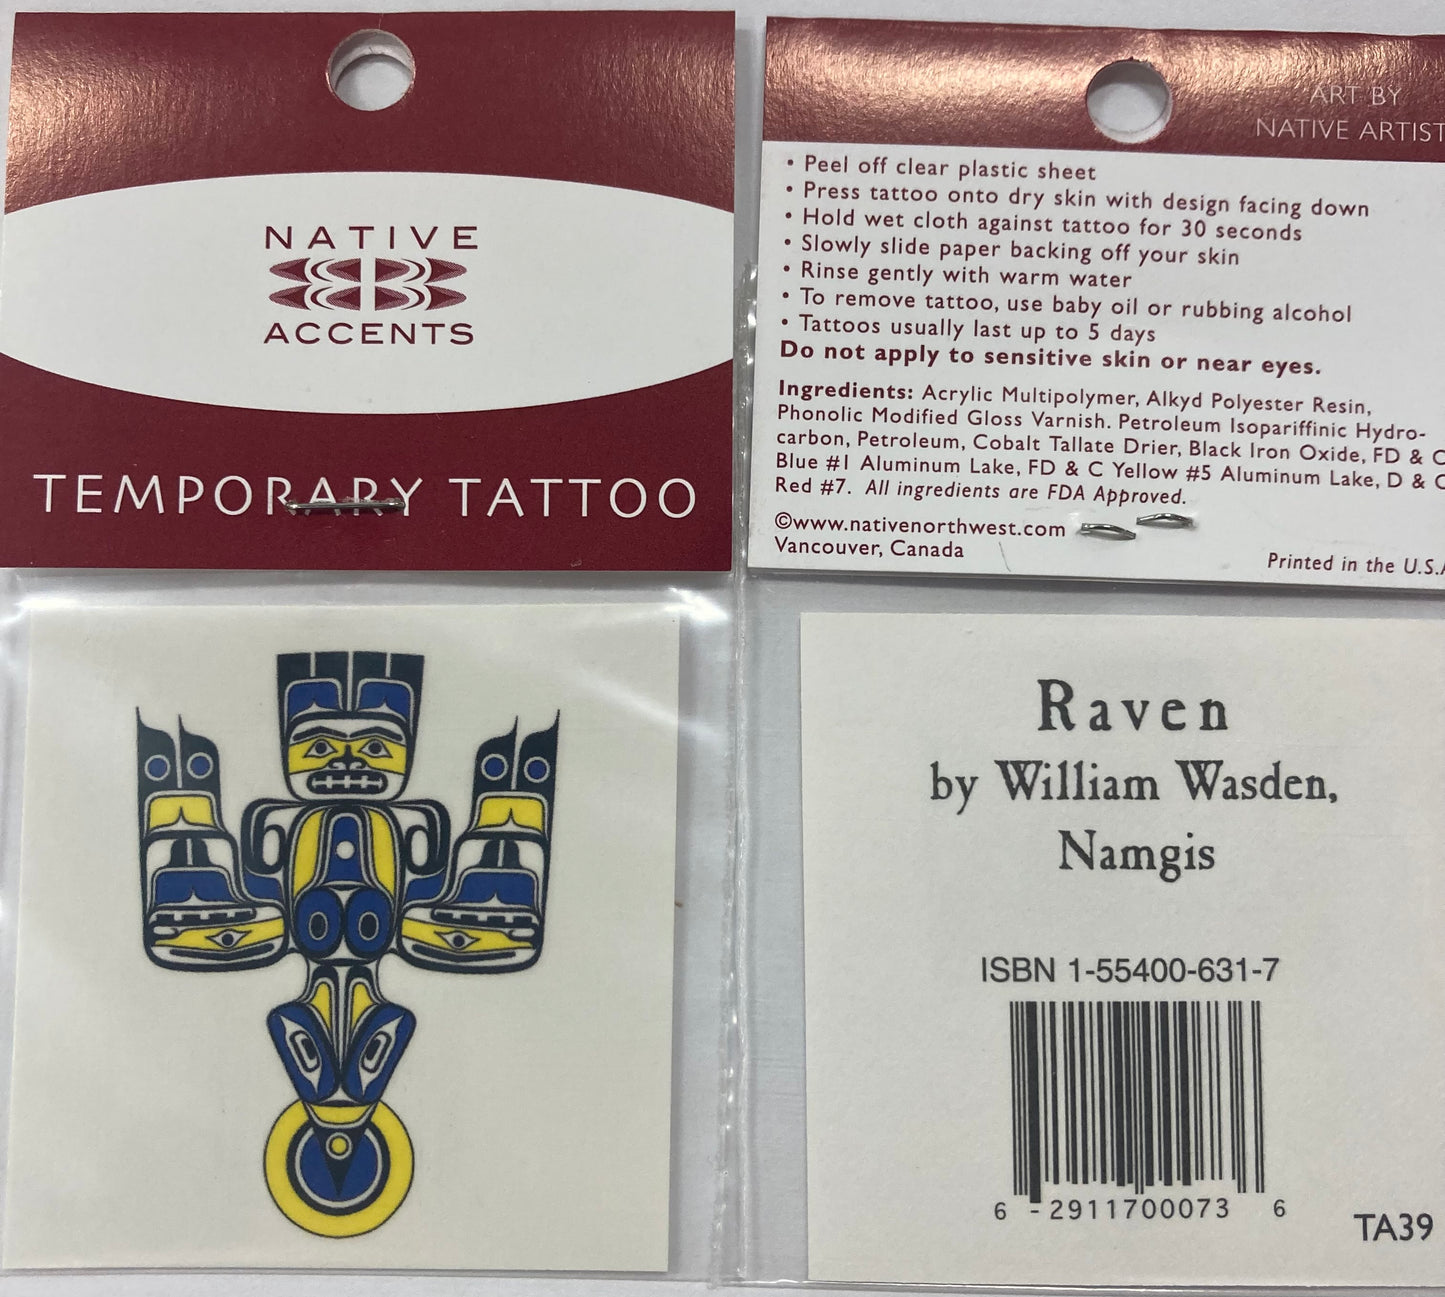 NATIVE
ACCENTS
TEMPORARY TATTOO
ART BY
NATIVE ARTIST
• Peel off clear plastic sheet
• Press tattoo onto dry skin with design facing down
• Hold wet cloth against tattoo for 30 seconds
• Slowly slide paper backing off your skin
• Rinse gently with warm water
• To remove tattoo, use baby oil or rubbing alcohol
• Tattoos usually last up to 5 days
Do not apply to sensitive skin or near eyes.
Ingredients: Acrylic Multipolymer, Alkyd Polyester Resin,
Phonolic Modified Gloss Varnish. Petroleum Isopariffinic Hydro-
carbon, Petroleum, Cobalt Tallate Drier, Black Iron Oxide, FD & C
Blue #1 Aluminum Lake, FD & C Yellow #5 Aluminum Lake, D & C
Red #7. All ingredients are FDA Approved.
©www.nativenorthwest.com
Vancouver, Canada
Printed in the U.S.A
Raven
by William Wasden,
Namgis
ISBN 1-55400-631-7
6 - 2911700073 6
TA39